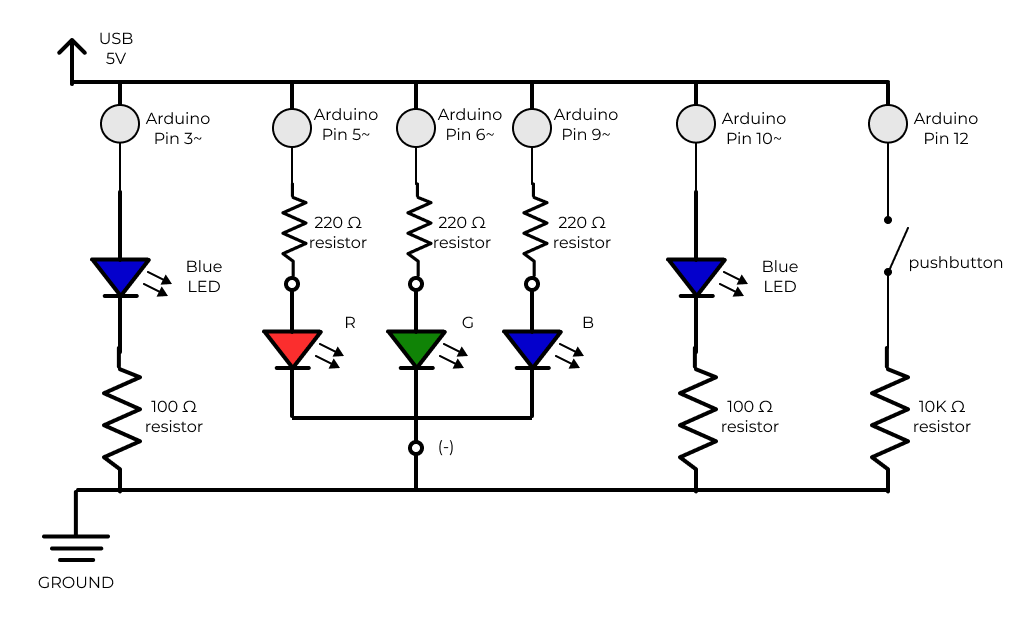 USB
5V
Arduino
Pin 3~
Arduino
Pin 5~
Arduino
Pin 6~
Arduino
Pin 9~
Arduino
Pin 10~
Arduino
Pin 12
220 Ω
resistor
220 Ω
resistor
220 Ω
resistor
Blue
LED
Blue
LED
pushbutton
R
G
B
100 Ω
resistor
100 Ω
resistor
10K Ω
resistor
(-)
GROUND